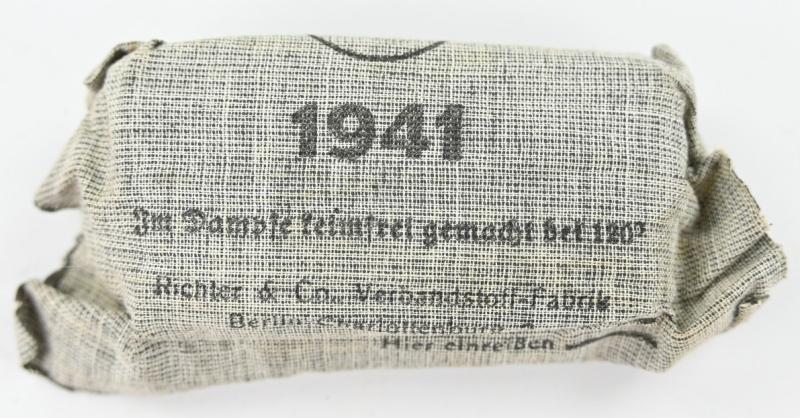 1941
Im Dampfe keimfrei gemacht bei 120°
Richter & Co., Verbandstoff-Fabrik
Berlin-Charlottenburg
Hier einreißen